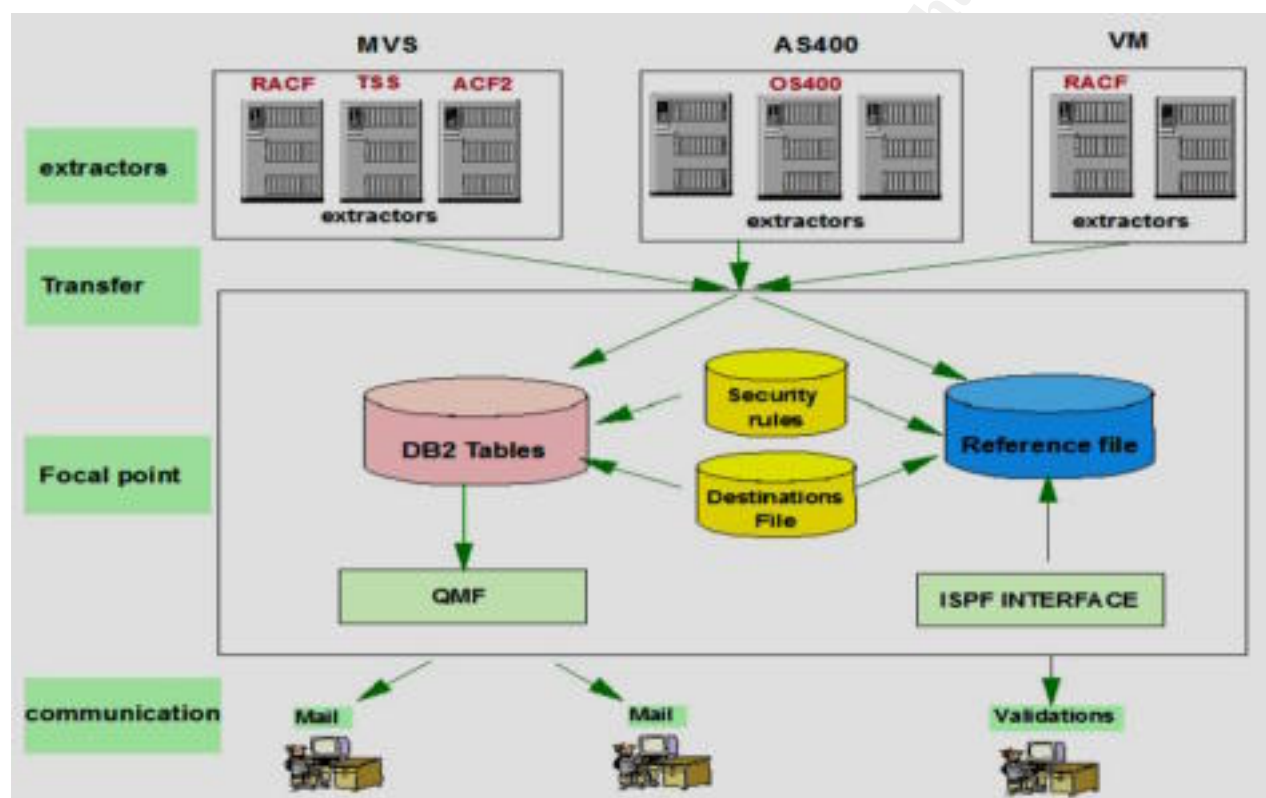 MVS
AS400
VM
RACF TSS ACF2
OS400
RACF
extractors
extractors
extractors
extractors
Transfer
Security
rules
DB2 Tables
Reference file
Focal point
Destinations
File
QMF
ISPF INTERFACE
communication
Mail
Mail
Validations